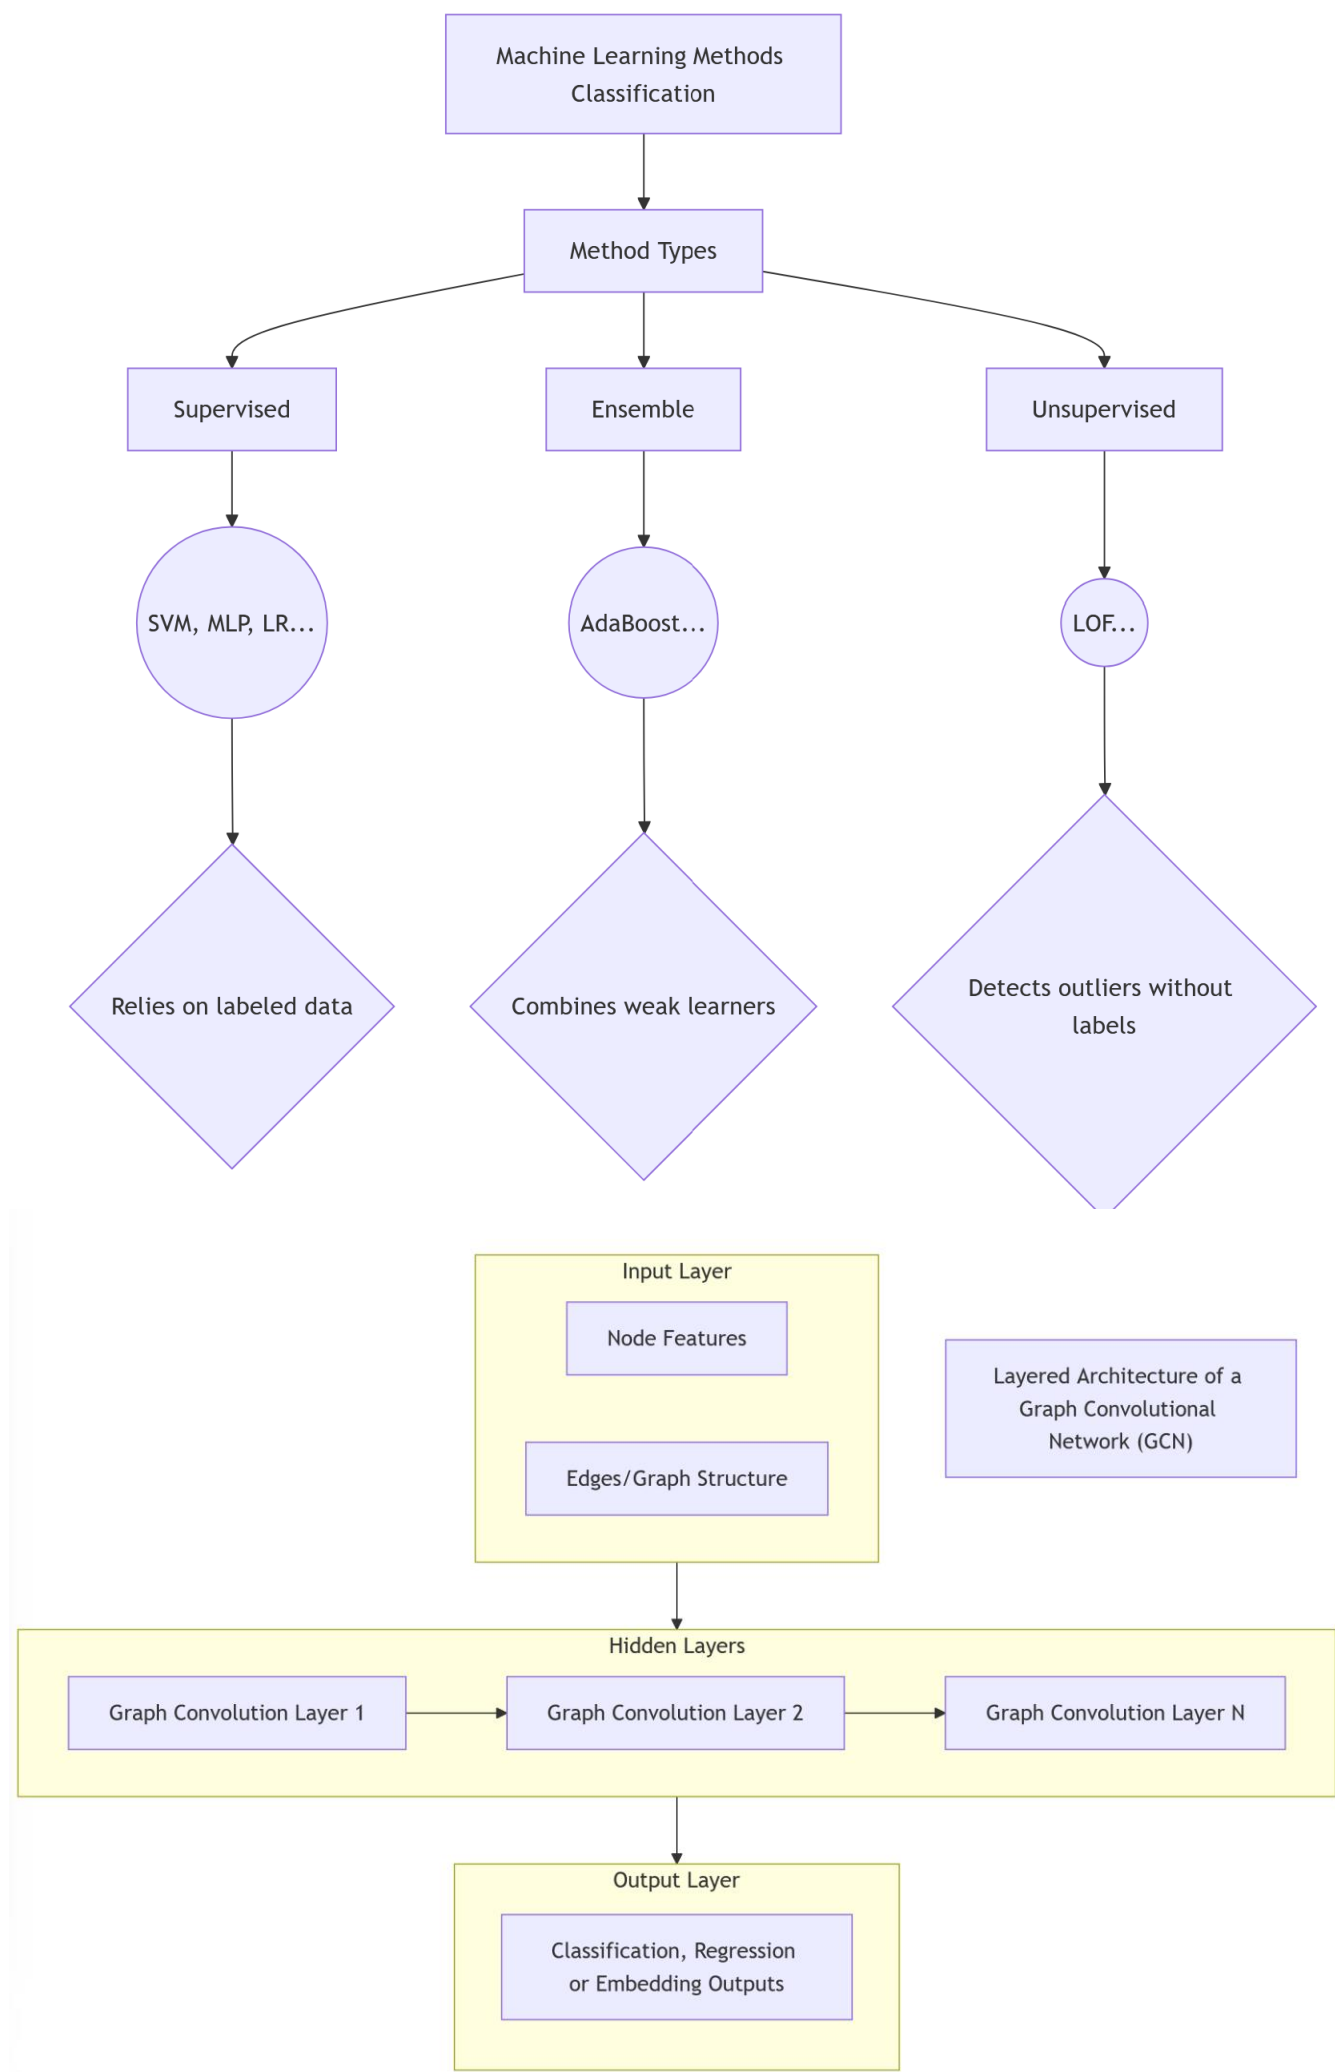 Machine Learning Methods
Classification
Method Types
Supervised
Ensemble
Unsupervised
SVM, MLP, LR...
AdaBoost...
LOF...
Relies on labeled data
Combines weak learners
Detects outliers without
labels
Input Layer
Node Features
Edges/Graph Structure
Layered Architecture of a
Graph Convolutional
Network (GCN)
Hidden Layers
Graph Convolution Layer 1
Graph Convolution Layer 2
Graph Convolution Layer N
Output Layer
Classification, Regression
or Embedding Outputs